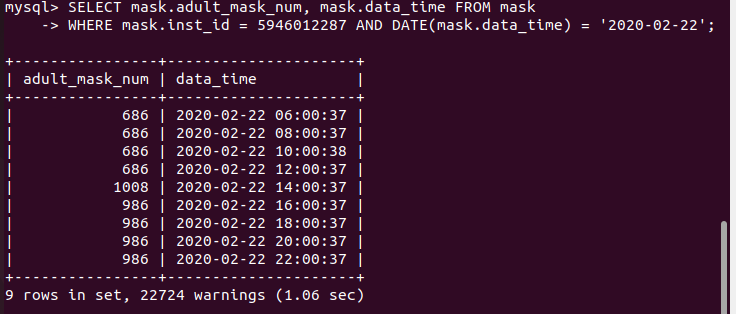 mysql> SELECT mask.adult_mask_num, mask.data_time FROM mask
    -> WHERE mask.inst_id = 5946012287 AND DATE(mask.data_time) = '2020-02-22';
+----------------+---------------------+
| adult_mask_num | data_time           |
+----------------+---------------------+
|            686 | 2020-02-22 06:00:37 |
|            686 | 2020-02-22 08:00:37 |
|            686 | 2020-02-22 10:00:38 |
|            686 | 2020-02-22 12:00:37 |
|           1008 | 2020-02-22 14:00:37 |
|            986 | 2020-02-22 16:00:37 |
|            986 | 2020-02-22 18:00:37 |
|            986 | 2020-02-22 20:00:37 |
|            986 | 2020-02-22 22:00:37 |
+----------------+---------------------+
9 rows in set, 22724 warnings (1.06 sec)